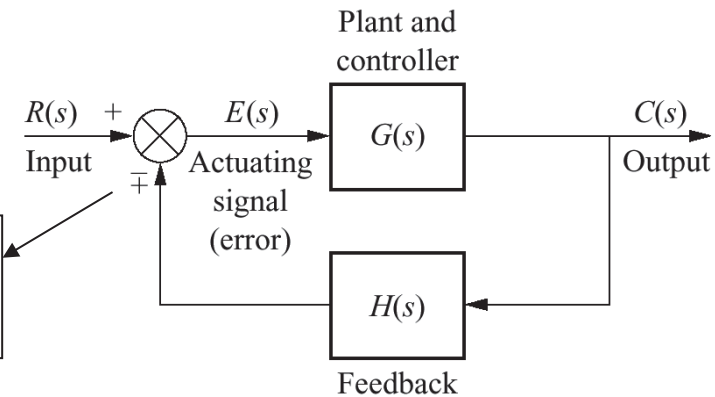 Plant and
controller
R(s) +
E(s)
G(s)
C(s)
Input
∓
Actuating
signal
(error)
Output
H(s)
Feedback